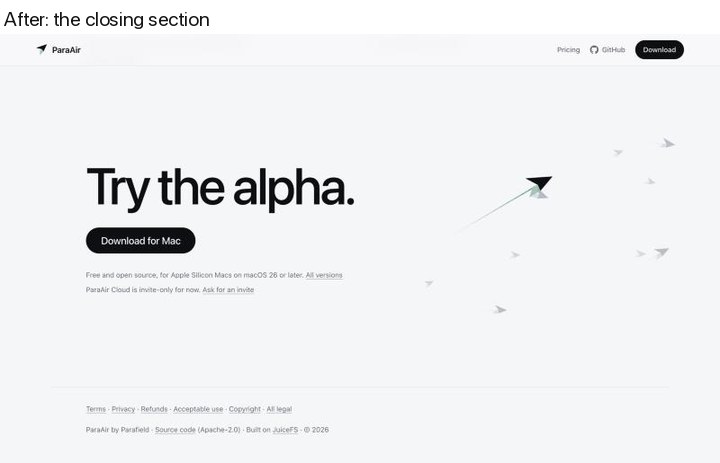 After: the closing section
ParaAir
Pricing GitHub Download
Try the alpha.
Download for Mac
Free and open source, for Apple Silicon Macs on macOS 26 or later. All versions
ParaAir Cloud is invite-only for now. Ask for an invite
Terms · Privacy · Refunds · Acceptable use · Copyright · All legal
ParaAir by Parafield · Source code (Apache-2.0) · Built on JuiceFS · © 2026